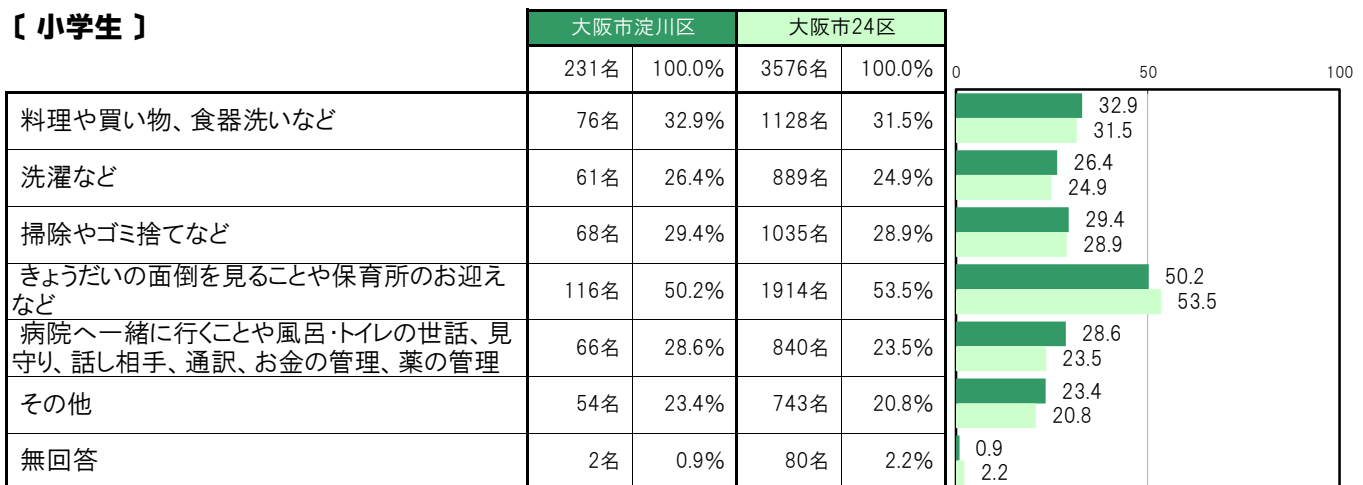 〔 小学生 〕
大阪市淀川区 大阪市24区
231名 100.0% 3576名 100.0% 0 50 100
料理や買い物、食器洗いなど 76名 32.9% 1128名 31.5% 32.9
31.5
洗濯など 61名 26.4% 889名 24.9% 26.4
24.9
掃除やゴミ捨てなど 68名 29.4% 1035名 28.9% 29.4
28.9
きょうだいの面倒を見ることや保育所のお迎え
など 116名 50.2% 1914名 53.5% 50.2
53.5
病院へ一緒に行くことや風呂・トイレの世話、見
守り、話し相手、通訳、お金の管理、薬の管理 66名 28.6% 840名 23.5% 28.6
23.5
その他 54名 23.4% 743名 20.8% 23.4
20.8
無回答 2名 0.9% 80名 2.2% 0.9
2.2